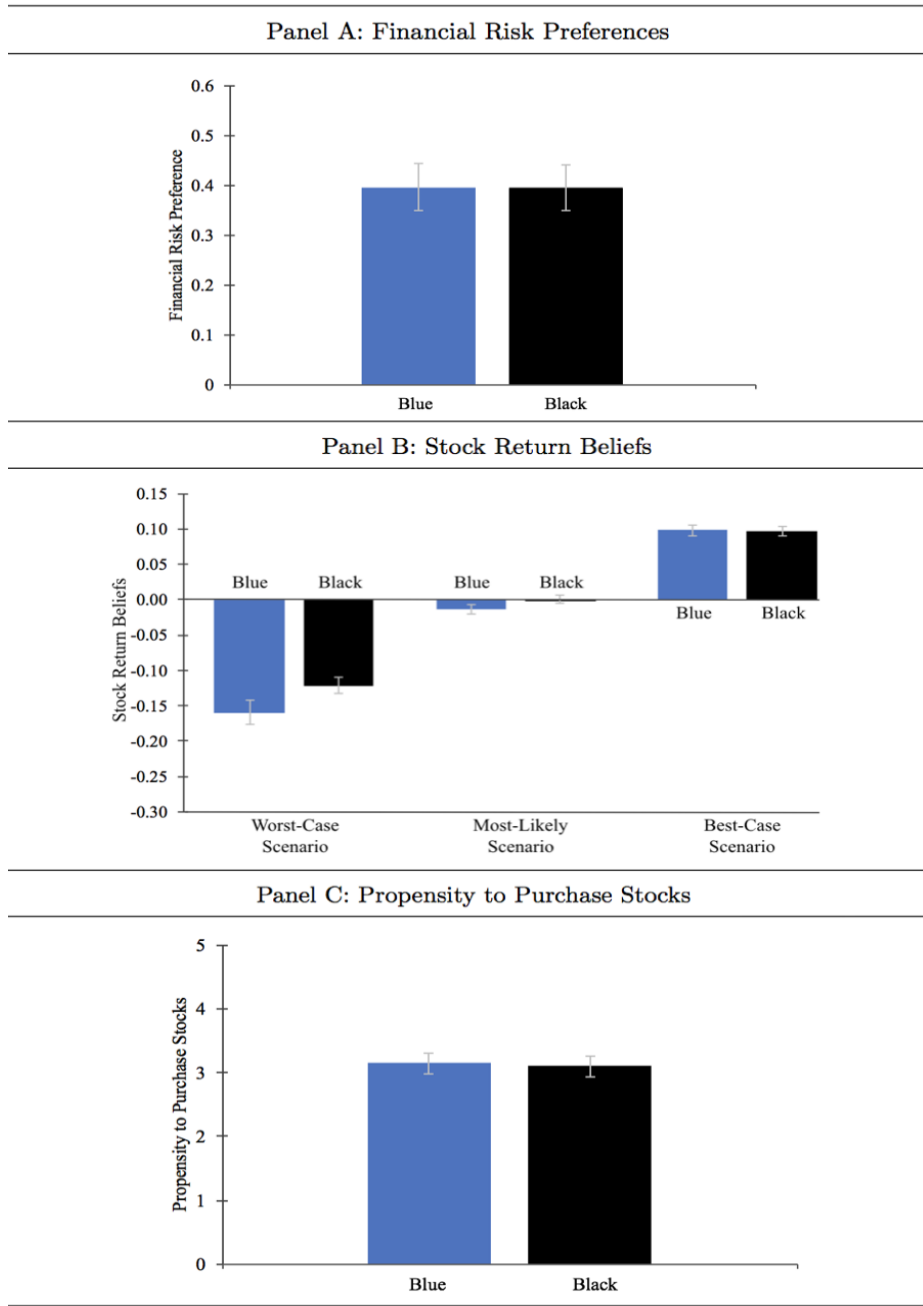 Panel A: Financial Risk Preferences
Financial Risk Preference
0.6
0.5
0.4
0.3
0.2
0.1
0
Blue
Black
Panel B: Stock Return Beliefs
Stock Return Beliefs
0.15
0.10
0.05
0.00
-0.05
-0.10
-0.15
-0.20
-0.25
-0.30
Blue
Black
Blue
Black
Blue
Black
Worst-Case
Scenario
Most-Likely
Scenario
Best-Case
Scenario
Panel C: Propensity to Purchase Stocks
Propensity to Purchase Stocks
5
4
3
2
1
0
Blue
Black